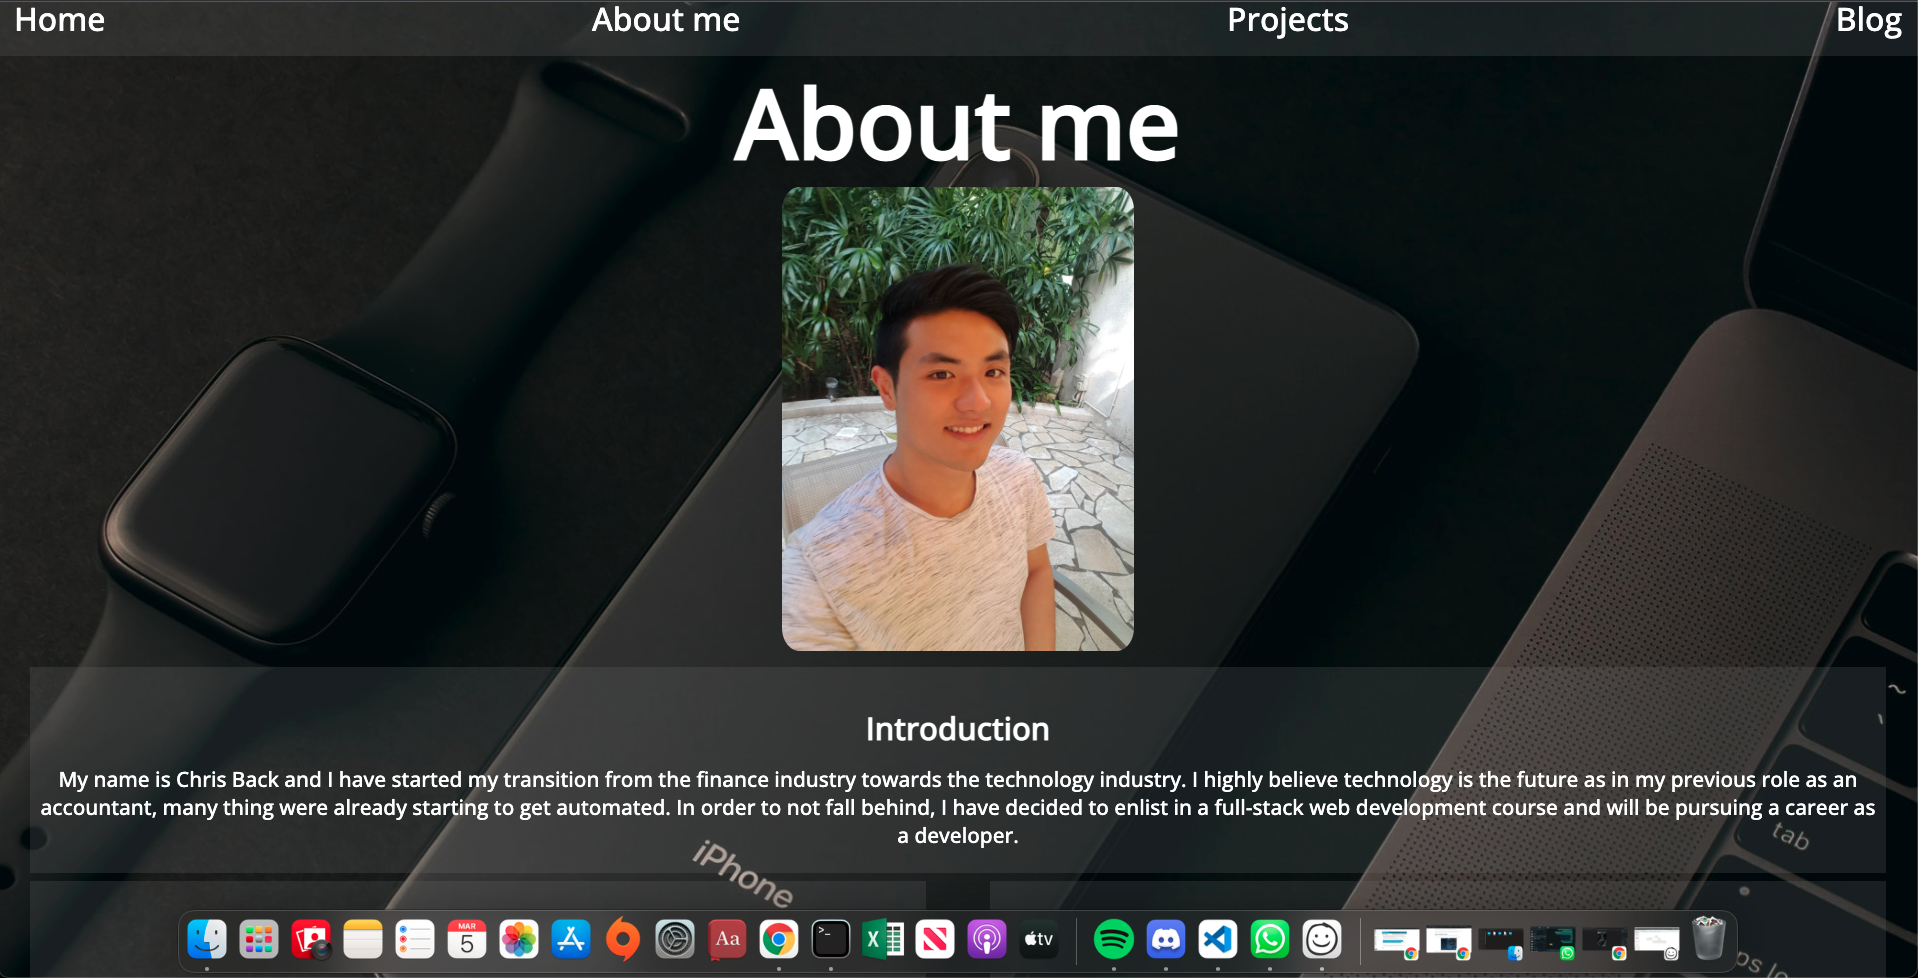 Home About me Projects Blog
About me
Introduction
My name is Chris Back and I have started my transition from the finance industry towards the technology industry. I highly believe technology is the future as in my previous role as an
accountant, many thing were already starting to get automated. In order to not fall behind, I have decided to enlist in a full-stack web development course and will be pursuing a career as
a developer.
iPhone
tab
MAR
5
Aa
>_
X
N
tv
ps lo